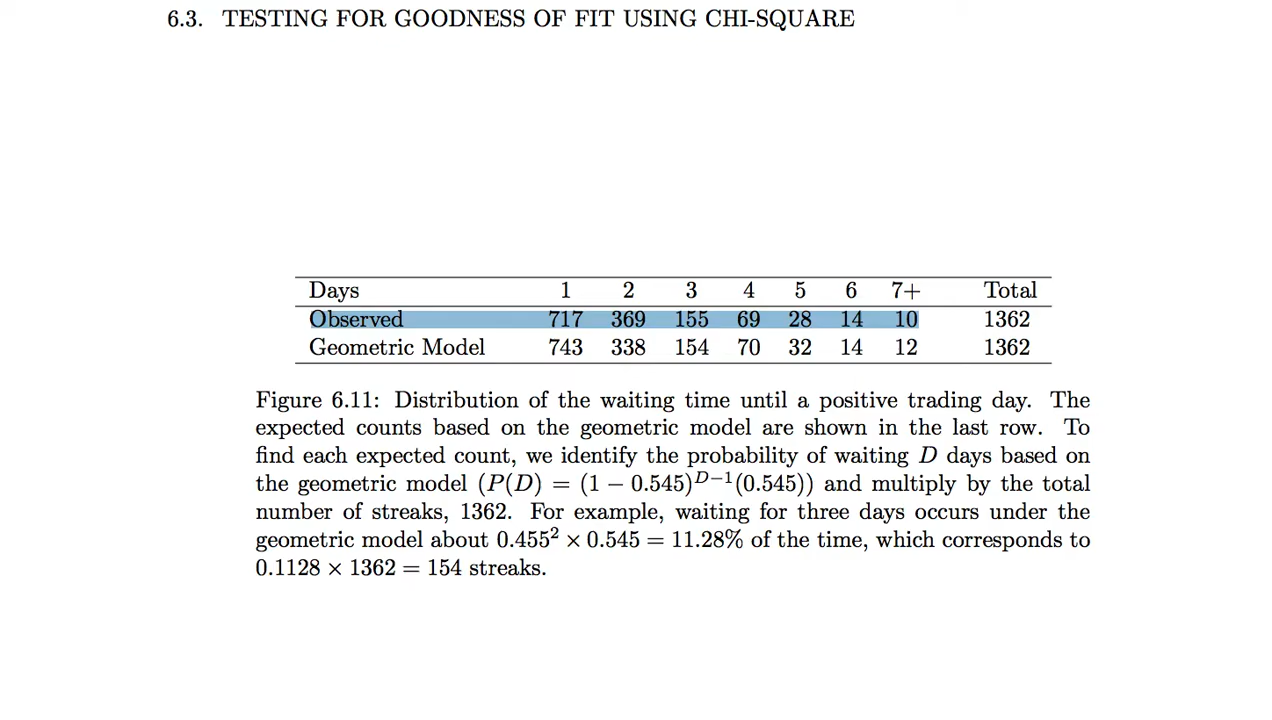 6.3. TESTING FOR GOODNESS OF FIT USING CHI-SQUARE
Days 1 2 3 4 5 6 7+ Total
Observed 717 369 155 69 28 14 10 1362
Geometric Model 743 338 154 70 32 14 12 1362
Figure 6.11: Distribution of the waiting time until a positive trading day. The
expected counts based on the geometric model are shown in the last row. To
find each expected count, we identify the probability of waiting D days based on
the geometric model (P(D) = (1 − 0.545)^{D−1}(0.545)) and multiply by the total
number of streaks, 1362. For example, waiting for three days occurs under the
geometric model about 0.455² × 0.545 = 11.28% of the time, which corresponds to
0.1128 × 1362 = 154 streaks.